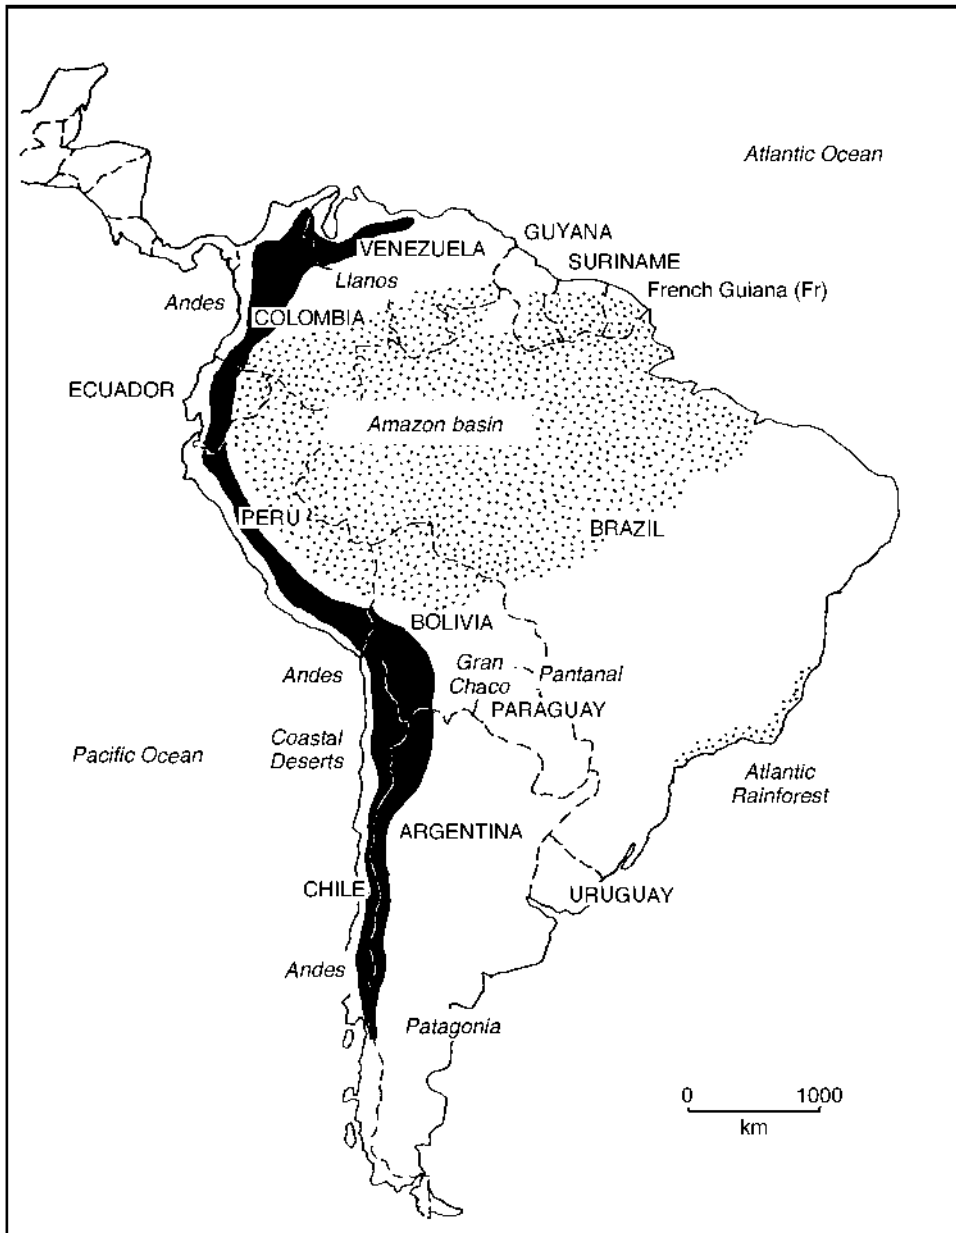 Atlantic Ocean
GUYANA
VENEZUELA
SURINAME
Llanos
French Guiana (Fr)
Andes
COLOMBIA
ECUADOR
Amazon basin
PERU
BRAZIL
BOLIVIA
Andes
Gran
Chaco
Pantanal
PARAGUAY
Pacific Ocean
Coastal
Deserts
Atlantic
Rainforest
ARGENTINA
CHILE
URUGUAY
Andes
Patagonia
0 1000
km